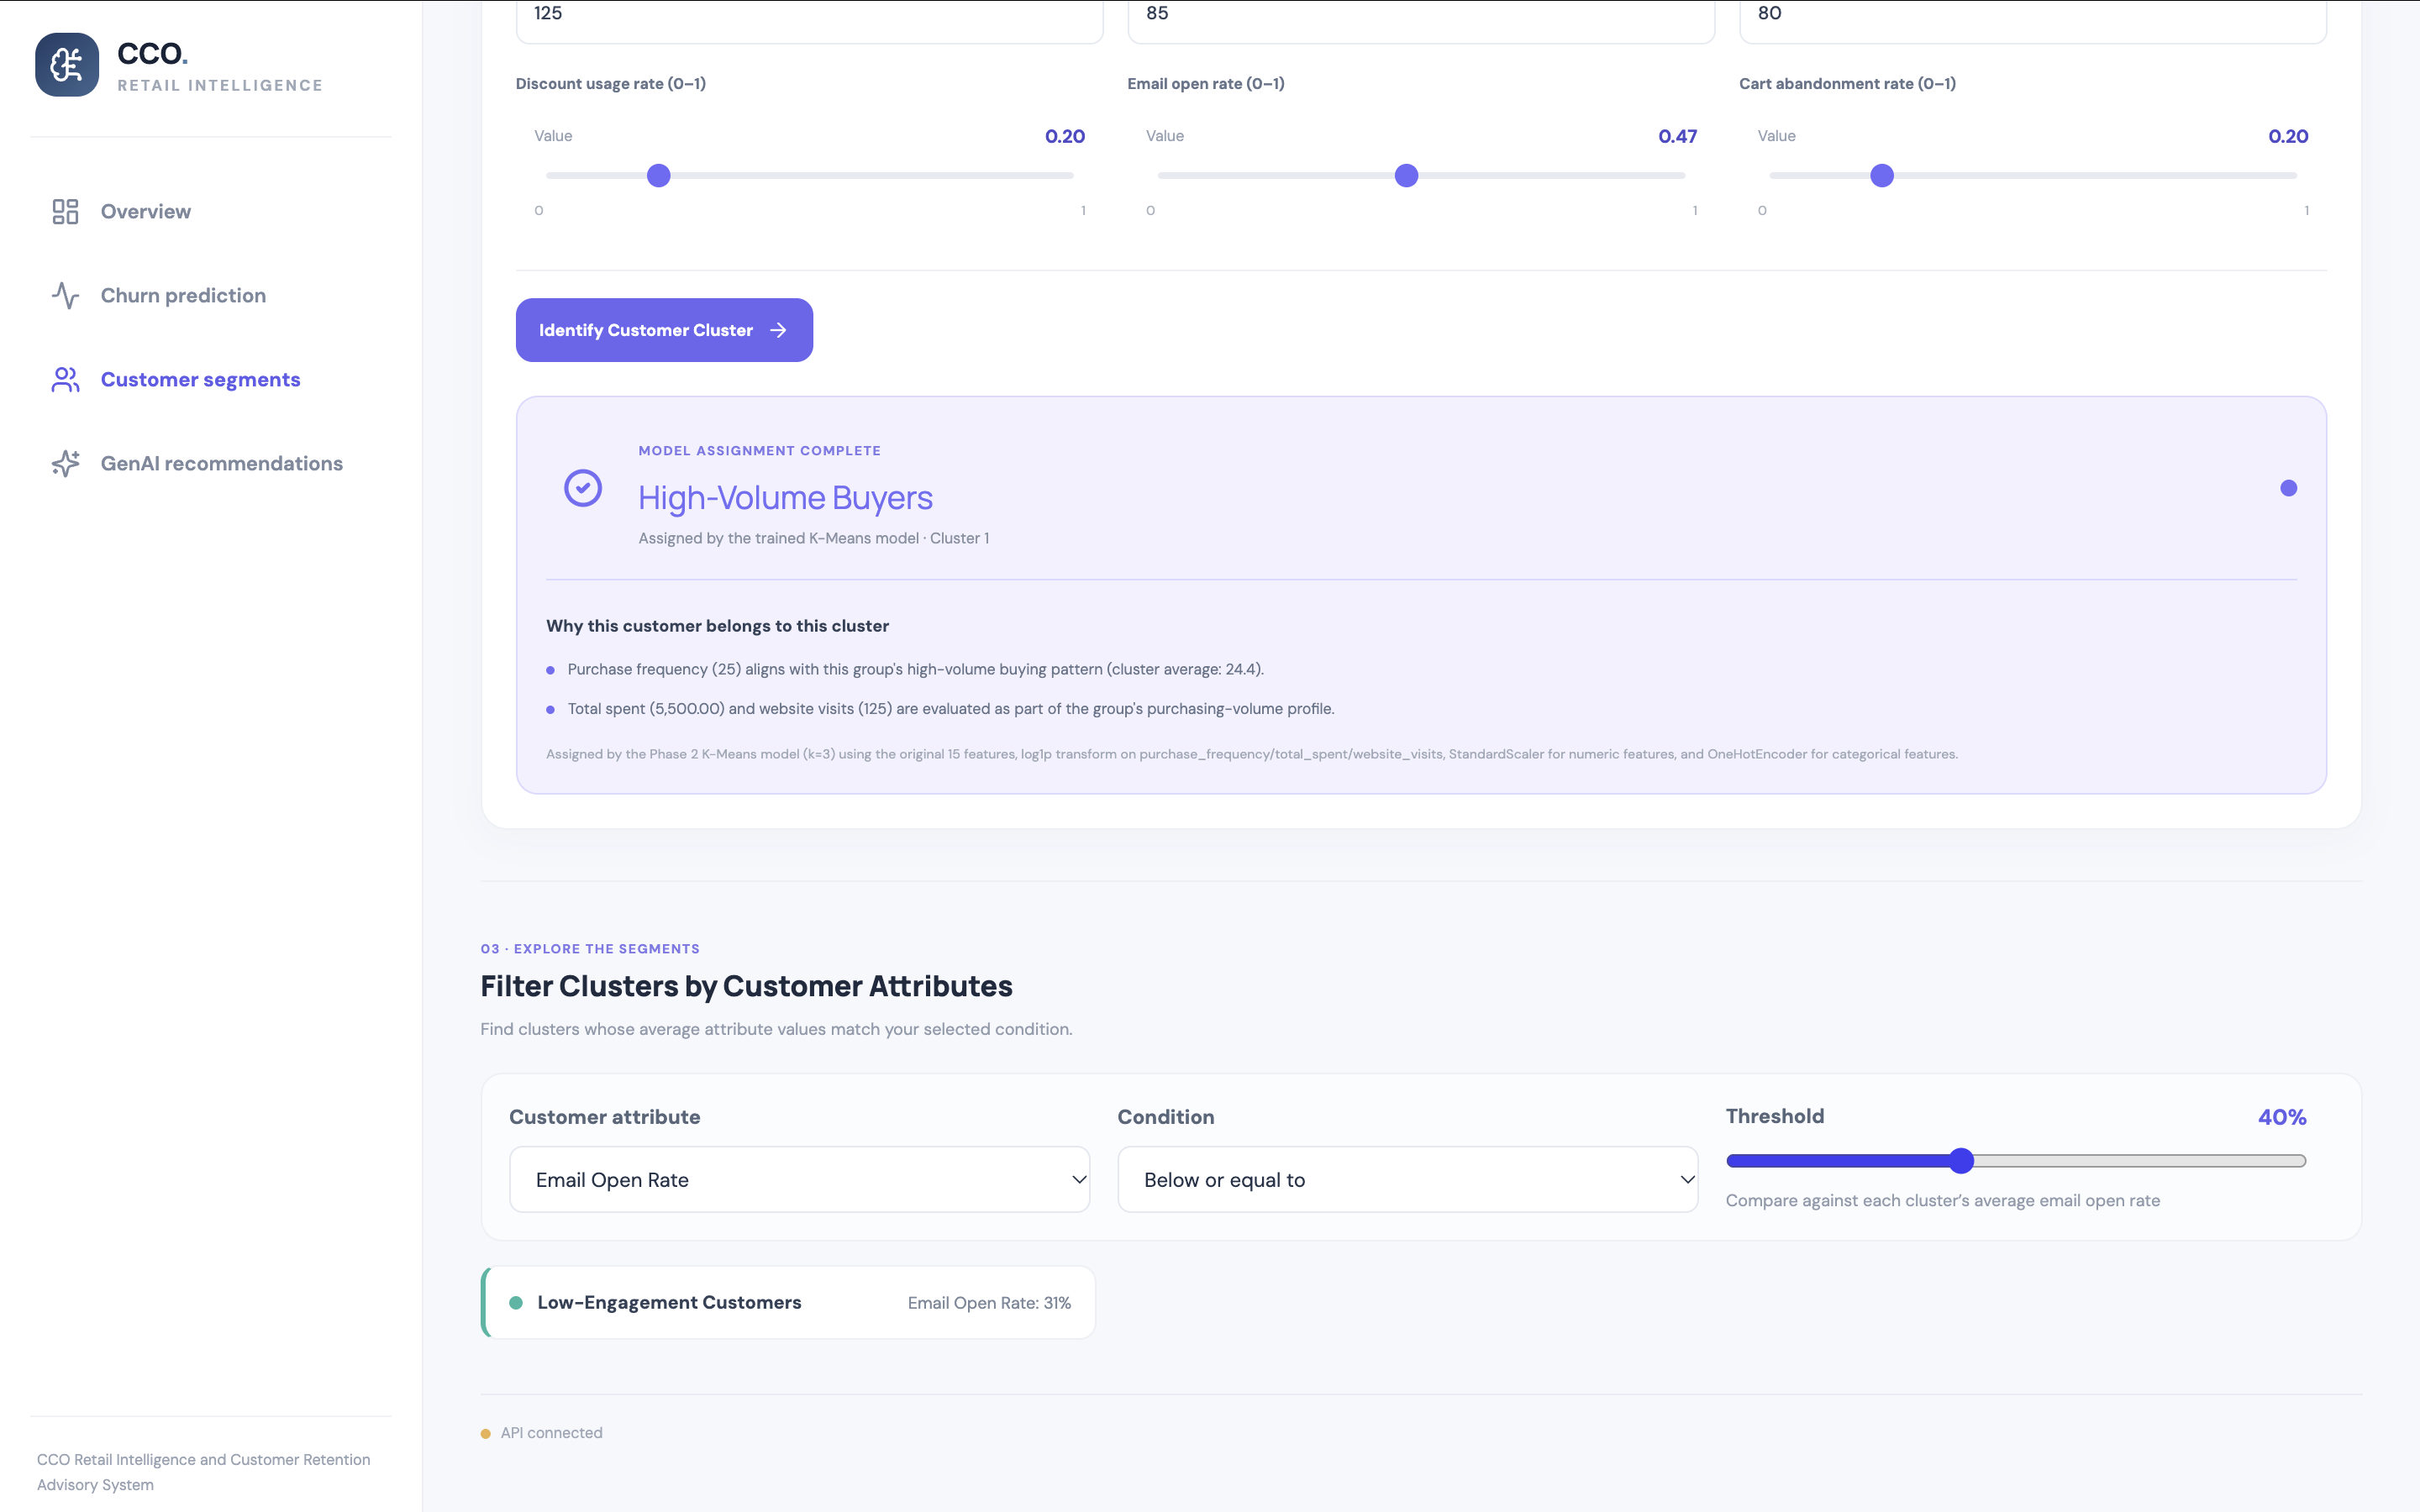 CCO.
RETAIL INTELLIGENCE
Overview
Churn prediction
Customer segments
GenAI recommendations
CCO Retail Intelligence and Customer Retention
Advisory System
125 85 80
Discount usage rate (0–1) Email open rate (0–1) Cart abandonment rate (0–1)
Value 0.20 Value 0.47 Value 0.20
0 1 0 1 0 1
Identify Customer Cluster →
MODEL ASSIGNMENT COMPLETE
High-Volume Buyers
Assigned by the trained K-Means model · Cluster 1
Why this customer belongs to this cluster
Purchase frequency (25) aligns with this group's high-volume buying pattern (cluster average: 24.4).
Total spent (5,500.00) and website visits (125) are evaluated as part of the group's purchasing-volume profile.
Assigned by the Phase 2 K-Means model (k=3) using the original 15 features, log1p transform on purchase_frequency/total_spent/website_visits, StandardScaler for numeric features, and OneHotEncoder for categorical features.
03 · EXPLORE THE SEGMENTS
Filter Clusters by Customer Attributes
Find clusters whose average attribute values match your selected condition.
Customer attribute Condition Threshold 40%
Email Open Rate Below or equal to
Compare against each cluster's average email open rate
Low-Engagement Customers Email Open Rate: 31%
API connected